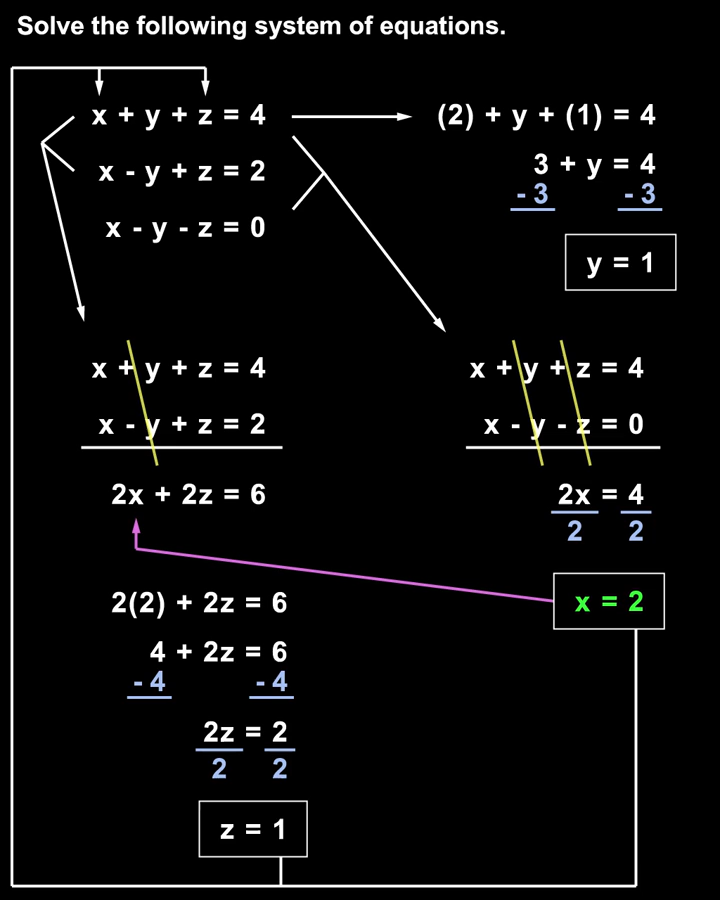 Solve the following system of equations.
x + y + z = 4
x - y + z = 2
x - y - z = 0
(2) + y + (1) = 4
3 + y = 4
- 3 - 3
y = 1
x + y + z = 4
x - y + z = 2
2x + 2z = 6
x + y + z = 4
x - y - z = 0
2x = 4
2 2
x = 2
2(2) + 2z = 6
4 + 2z = 6
- 4 - 4
2z = 2
2 2
z = 1